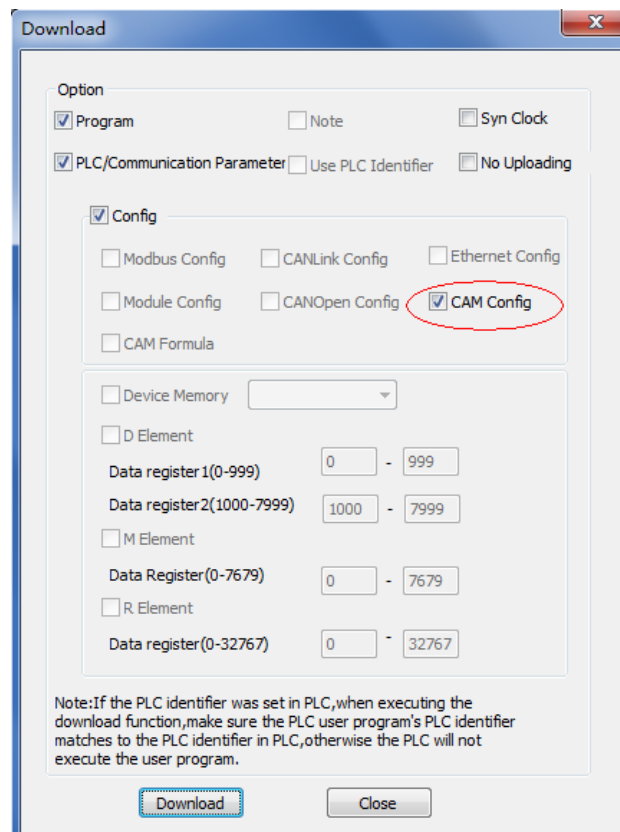 Download
Option
Program Note Syn Clock
PLC/Communication Parameter Use PLC Identifier No Uploading
Config
Modbus Config CANLink Config Ethernet Config
Module Config CANOpen Config CAM Config
CAM Formula
Device Memory
D Element
Data register1(0-999) 0 - 999
Data register2(1000-7999) 1000 - 7999
M Element
Data Register(0-7679) 0 - 7679
R Element
Data register(0-32767) 0 - 32767
Note:If the PLC identifier was set in PLC,when executing the
download function,make sure the PLC user program's PLC identifier
matches to the PLC identifier in PLC,otherwise the PLC will not
execute the user program.
Download Close